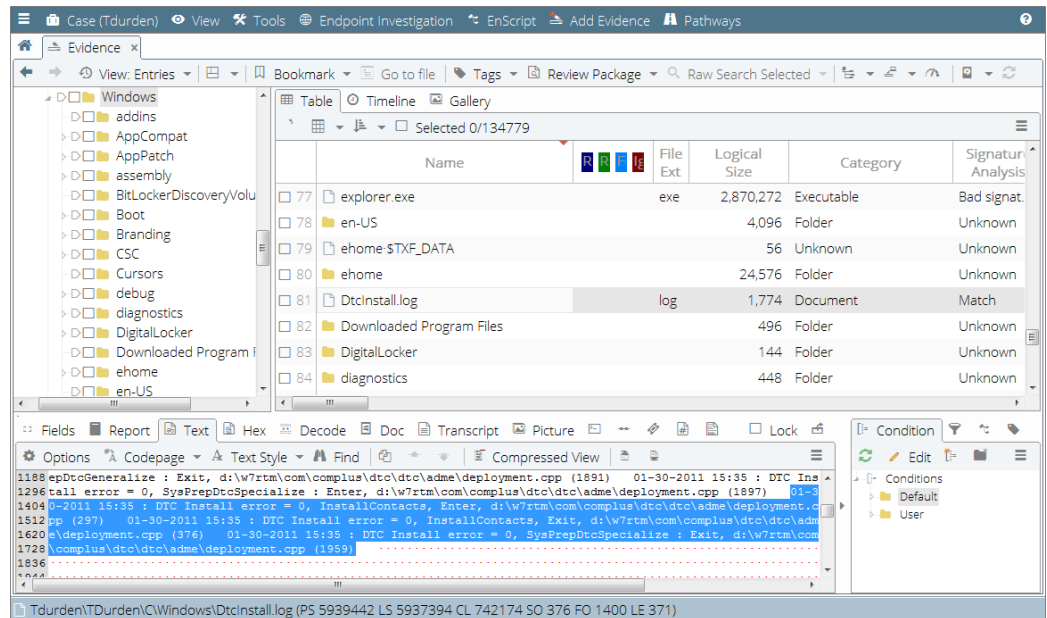 Case (Tdurden) View Tools Endpoint Investigation EnScript Add Evidence Pathways ?
Evidence x
View: Entries Bookmark Go to file Tags Review Package Raw Search Selected
Windows
addins
AppCompat
AppPatch
assembly
BitLockerDiscoveryVolu
Boot
Branding
CSC
Cursors
debug
diagnostics
DigitalLocker
Downloaded Program F
ehome
en-US
Table Timeline Gallery
Selected 0/134779
Name R R F Ig File Ext Logical Size Category Signature Analysis
77 explorer.exe exe 2,870,272 Executable Bad signat.
78 en-US 4,096 Folder Unknown
79 ehome·$TXF_DATA 56 Unknown Unknown
80 ehome 24,576 Folder Unknown
81 DtcInstall.log log 1,774 Document Match
82 Downloaded Program Files 496 Folder Unknown
83 DigitalLocker 144 Folder Unknown
84 diagnostics 448 Folder Unknown
Fields Report Text Hex Decode Doc Transcript Picture Lock
Options Codepage Text Style Find Compressed View
1188 epDtcGeneralize : Exit, d:\w7rtm\com\complus\dtc\dtc\adme\deployment.cpp (1891) 01-30-2011 15:35 : DTC Ins
1296 tall error = 0, SysPrepDtcSpecialize : Enter, d:\w7rtm\com\complus\dtc\dtc\adme\deployment.cpp (1897) 01-3
1404 0-2011 15:35 : DTC Install error = 0, InstallContacts, Enter, d:\w7rtm\com\complus\dtc\dtc\adme\deployment.c
1512 pp (297) 01-30-2011 15:35 : DTC Install error = 0, InstallContacts, Exit, d:\w7rtm\com\complus\dtc\dtc\adm
1620 e\deployment.cpp (376) 01-30-2011 15:35 : DTC Install error = 0, SysPrepDtcSpecialize : Exit, d:\w7rtm\com
1728 \complus\dtc\dtc\adme\deployment.cpp (1959)
1836
1944
Condition
Edit
Conditions
Default
User
Tdurden\TDurden\C\Windows\DtcInstall.log (PS 5939442 LS 5937394 CL 742174 SO 376 FO 1400 LE 371)